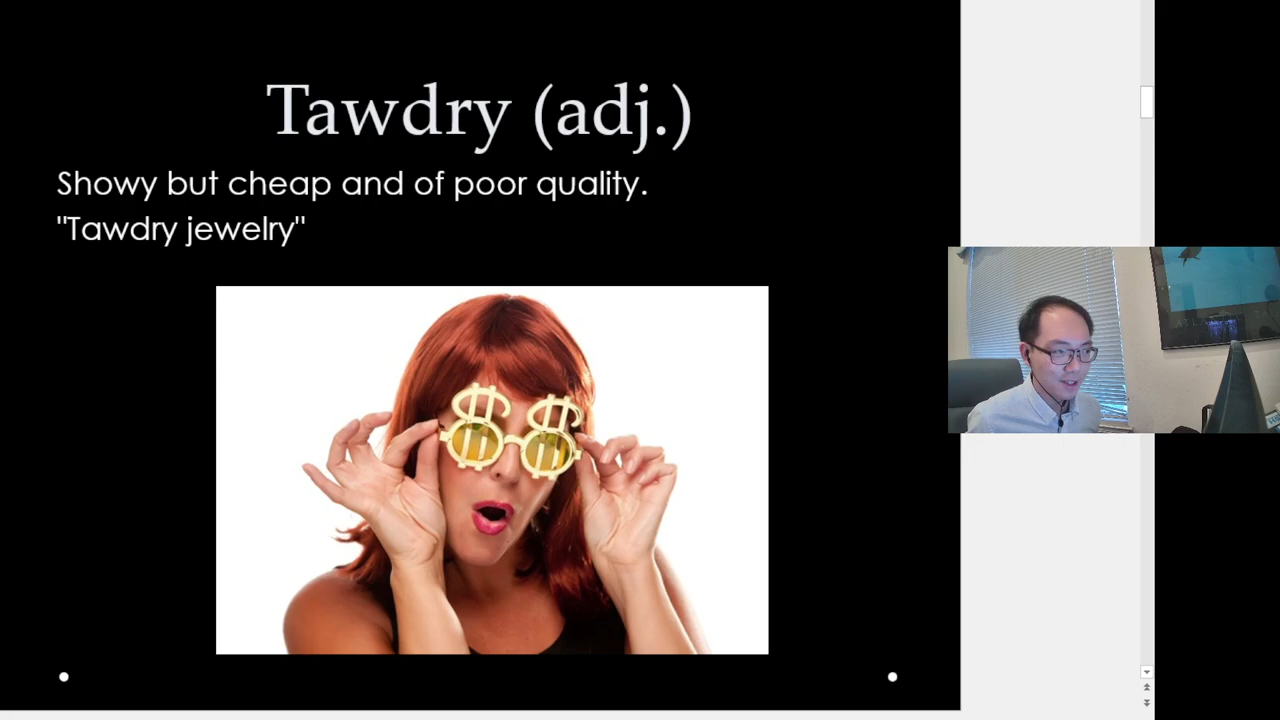 Tawdry (adj.)
Showy but cheap and of poor quality.
"Tawdry jewelry"